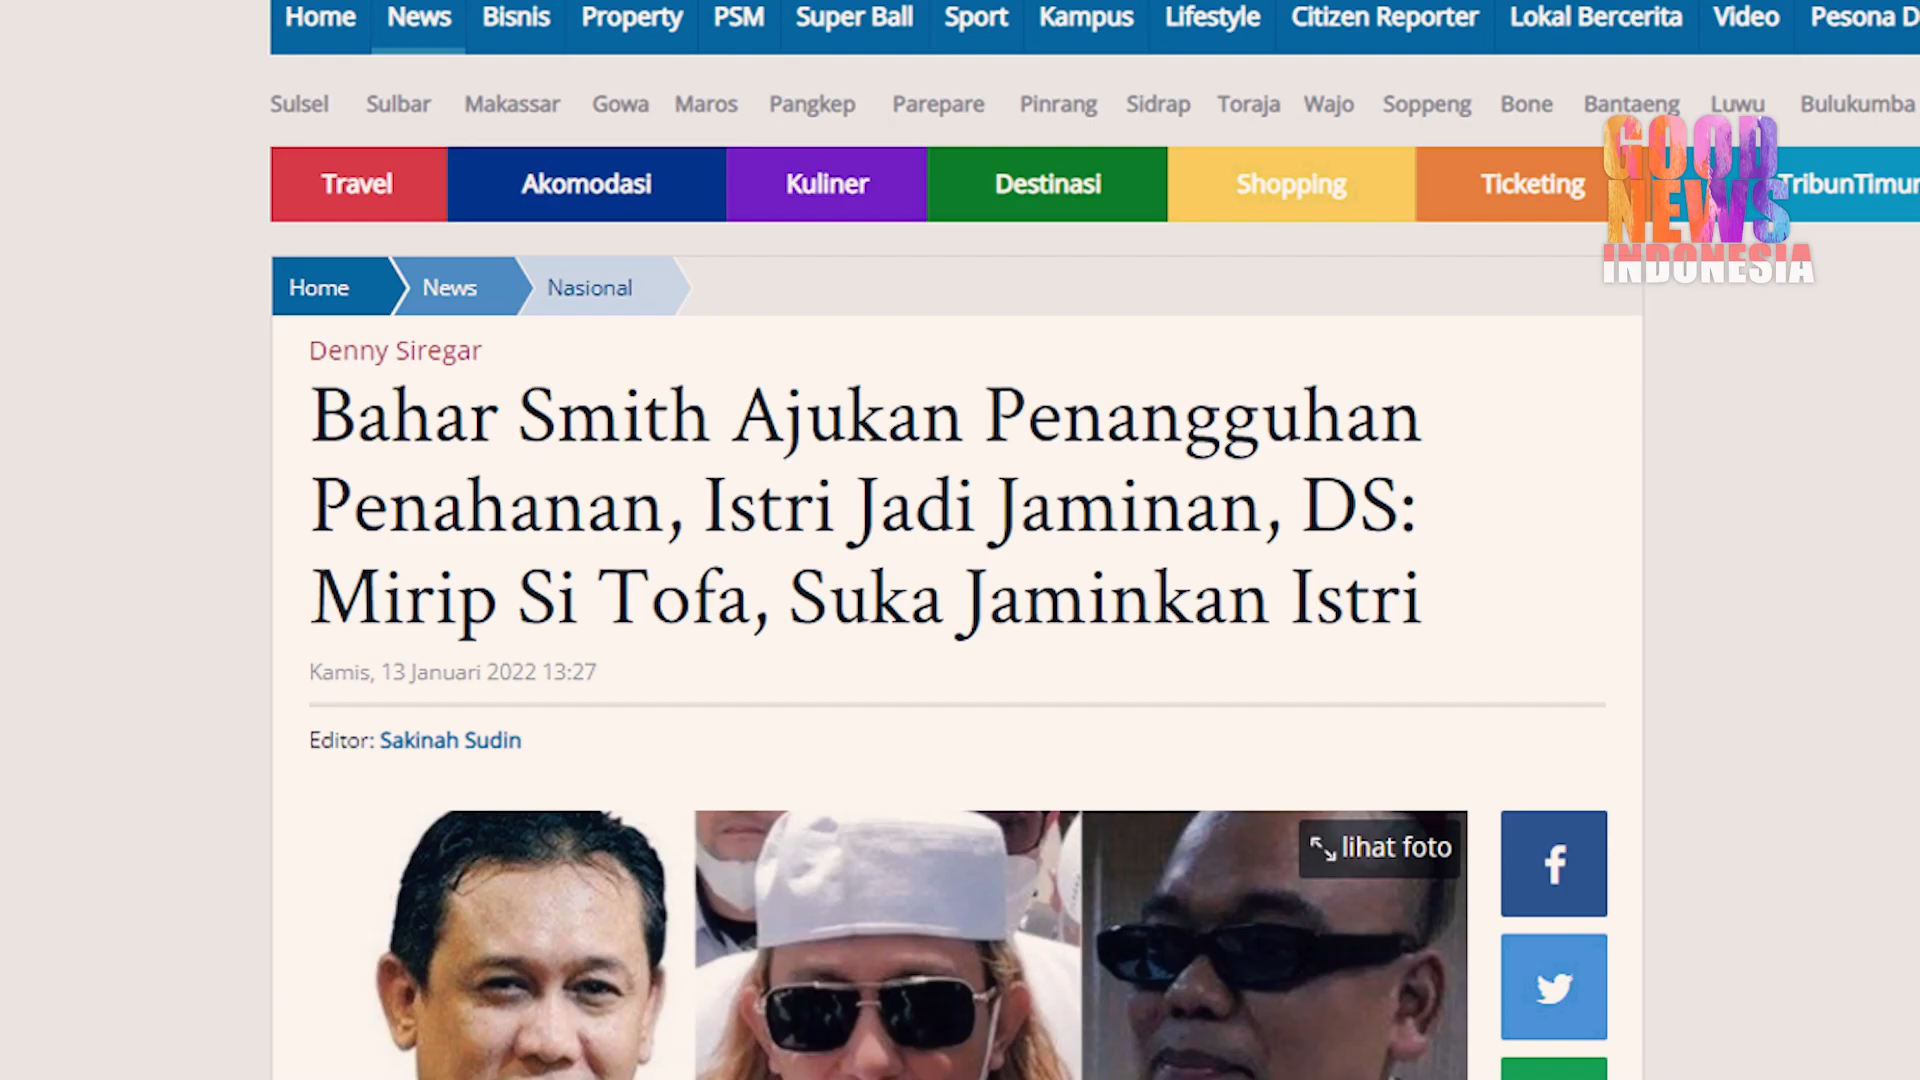 Home News Bisnis Property PSM Super Ball Sport Kampus Lifestyle Citizen Reporter Lokal Bercerita Video Pesona D
Sulsel Sulbar Makassar Gowa Maros Pangkep Parepare Pinrang Sidrap Toraja Wajo Soppeng Bone Bantaeng Luwu Bulukumba
Travel Akomodasi Kuliner Destinasi Shopping Ticketing TribunTimur
GOOD
NEWS
INDONESIA
Home News Nasional
Denny Siregar
Bahar Smith Ajukan Penangguhan
Penahanan, Istri Jadi Jaminan, DS:
Mirip Si Tofa, Suka Jaminkan Istri
Kamis, 13 Januari 2022 13:27
Editor: Sakinah Sudin
lihat foto